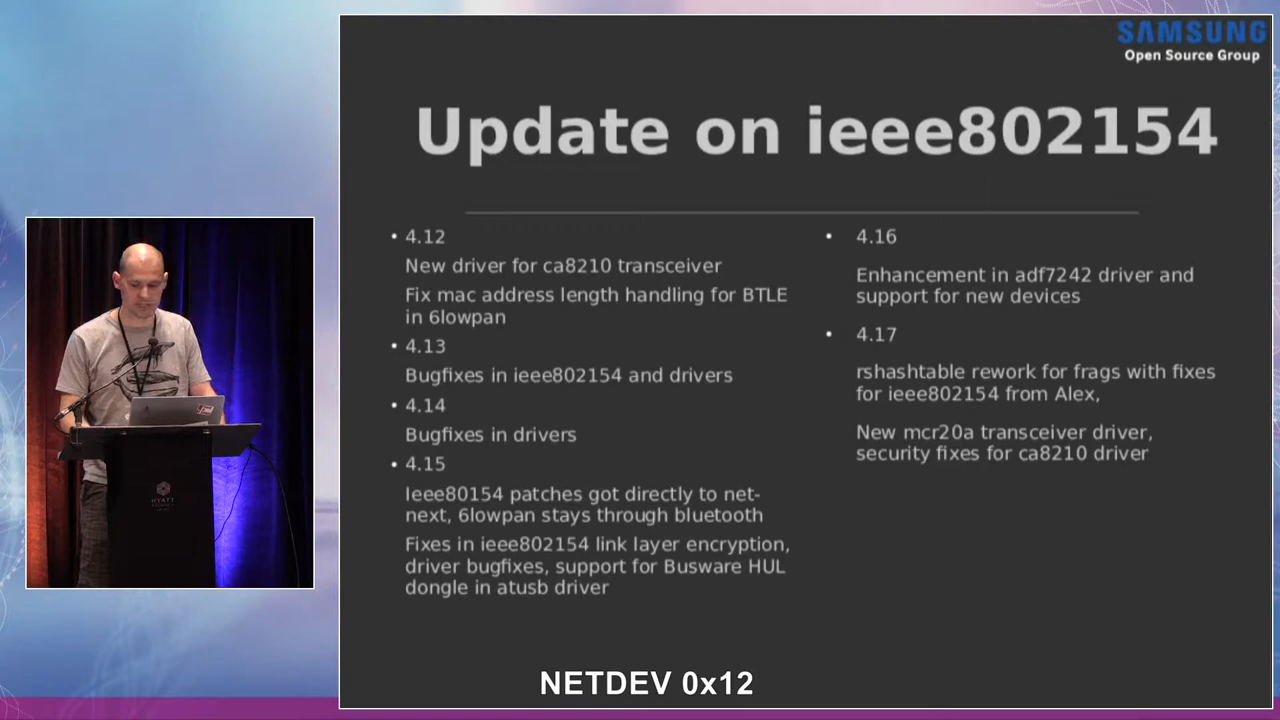 SAMSUNG
Open Source Group
Update on ieee802154
• 4.12
New driver for ca8210 transceiver
Fix mac address length handling for BTLE
in 6lowpan
• 4.13
Bugfixes in ieee802154 and drivers
• 4.14
Bugfixes in drivers
• 4.15
Ieee80154 patches got directly to net-
next, 6lowpan stays through bluetooth
Fixes in ieee802154 link layer encryption,
driver bugfixes, support for Busware HUL
dongle in atusb driver
• 4.16
Enhancement in adf7242 driver and
support for new devices
• 4.17
rshashtable rework for frags with fixes
for ieee802154 from Alex,
New mcr20a transceiver driver,
security fixes for ca8210 driver
HYATT
NETDEV 0x12